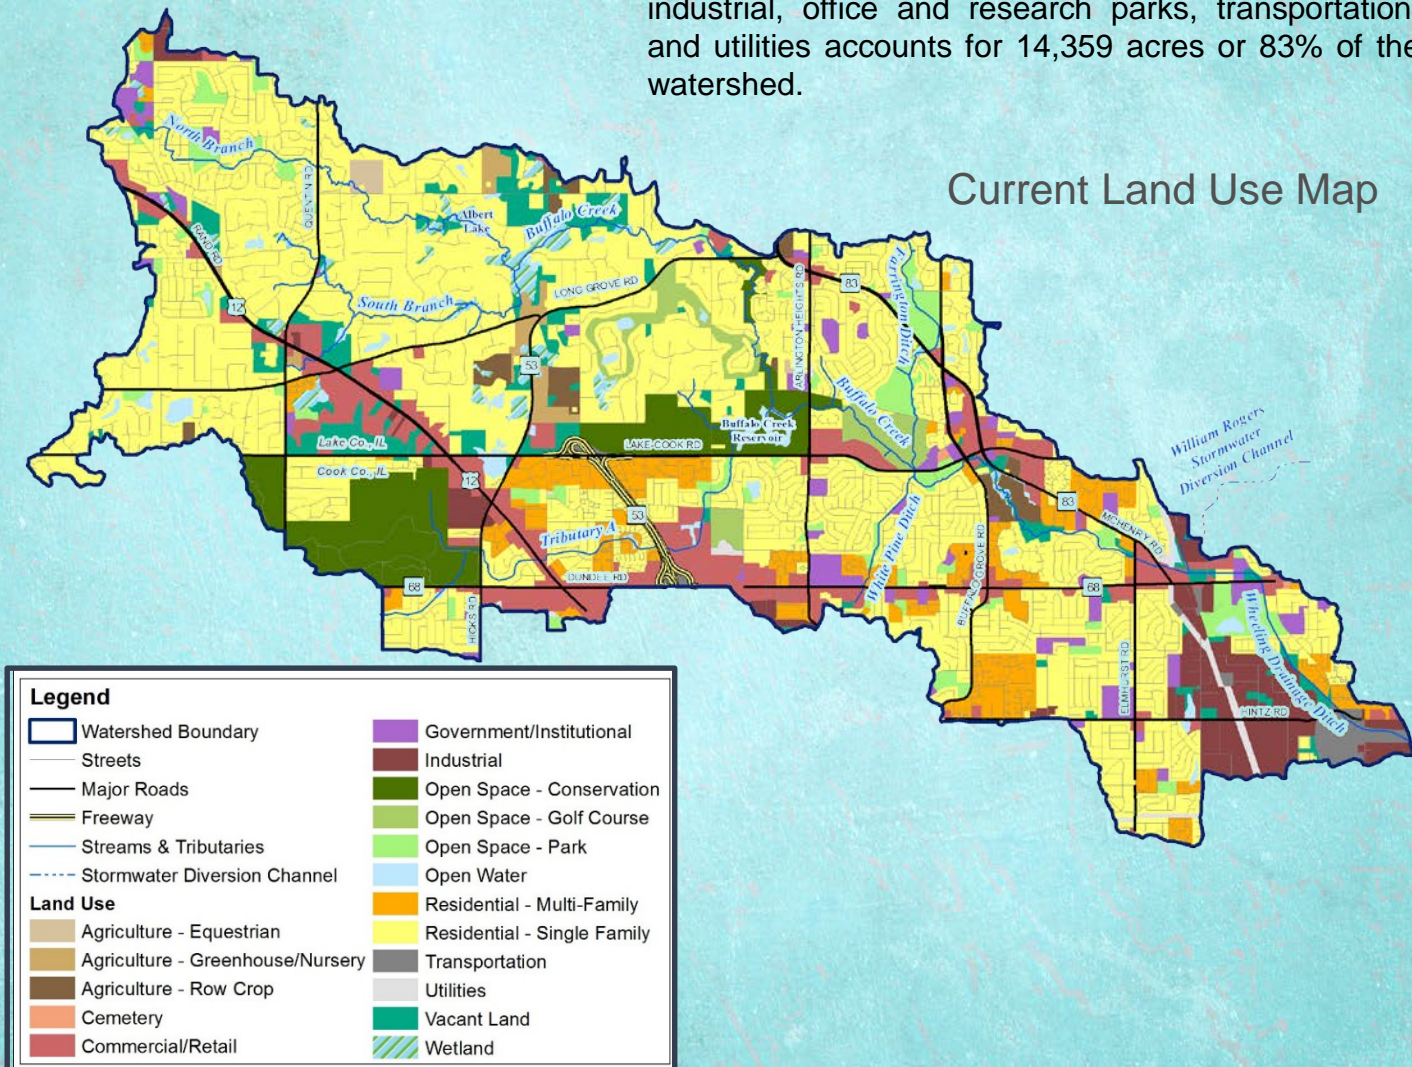 industrial, office and research parks, transportation
and utilities accounts for 14,359 acres or 83% of the
watershed.
Current Land Use Map
North Branch
QUENTIN RD
RAND RD
12
Albert
Lake
Buffalo Creek
South Branch
LONG GROVE RD
53
ARLINGTON HEIGHTS RD
83
Farrington Ditch
Buffalo Creek
Buffalo Creek
Reservoir
Lake Co., IL
Cook Co., IL
LAKE-COOK RD
12
53
Tributary A
DUNDEE RD
68
HICKS RD
White Pine Ditch
BUFFALO GROVE RD
83
MCHENRY RD
William Rogers
Stormwater
Diversion Channel
68
ELMHURST RD
Wheeling Drainage Ditch
HINTZ RD
Legend
Watershed Boundary
Streets
Major Roads
Freeway
Streams & Tributaries
Stormwater Diversion Channel
Land Use
Agriculture - Equestrian
Agriculture - Greenhouse/Nursery
Agriculture - Row Crop
Cemetery
Commercial/Retail
Government/Institutional
Industrial
Open Space - Conservation
Open Space - Golf Course
Open Space - Park
Open Water
Residential - Multi-Family
Residential - Single Family
Transportation
Utilities
Vacant Land
Wetland